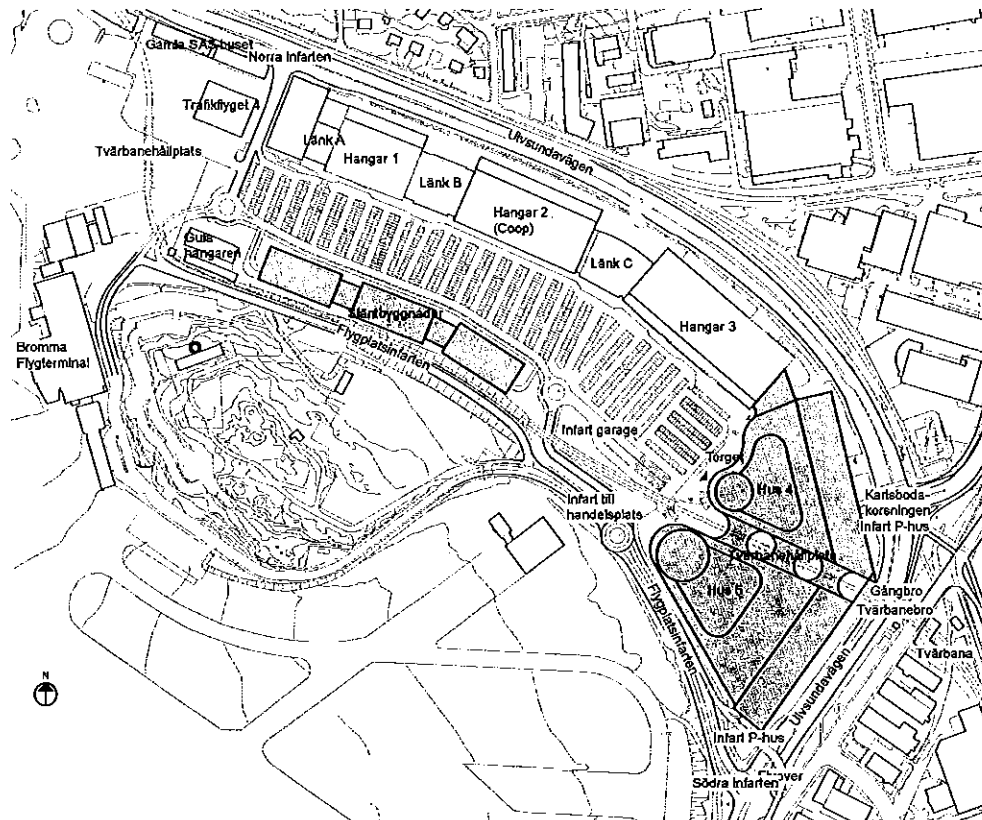 Gamla SAS-huset
Norra Infarten
Trafikflyget 4
Ulvsundavägen
Tvärbanehållplats
Länk A
Hangar 1
Länk B
Hangar 2
(Coop)
Länk C
Gula
hangaren
Släntbyggnader
Hangar 3
Flygplatsinfarten
Bromma
Flygterminal
Infart garage
Torget
Hus 4
Infart till
handelsplats
Karlsboda-
korsningen
Infart P-hus
Tvärbanehållplats
Hus 5
Gångbro
Tvärbanebro
Flygplatsinfarten
Tvärbana
N
Ulvsundavägen
Infart P-hus
Södra Infarten